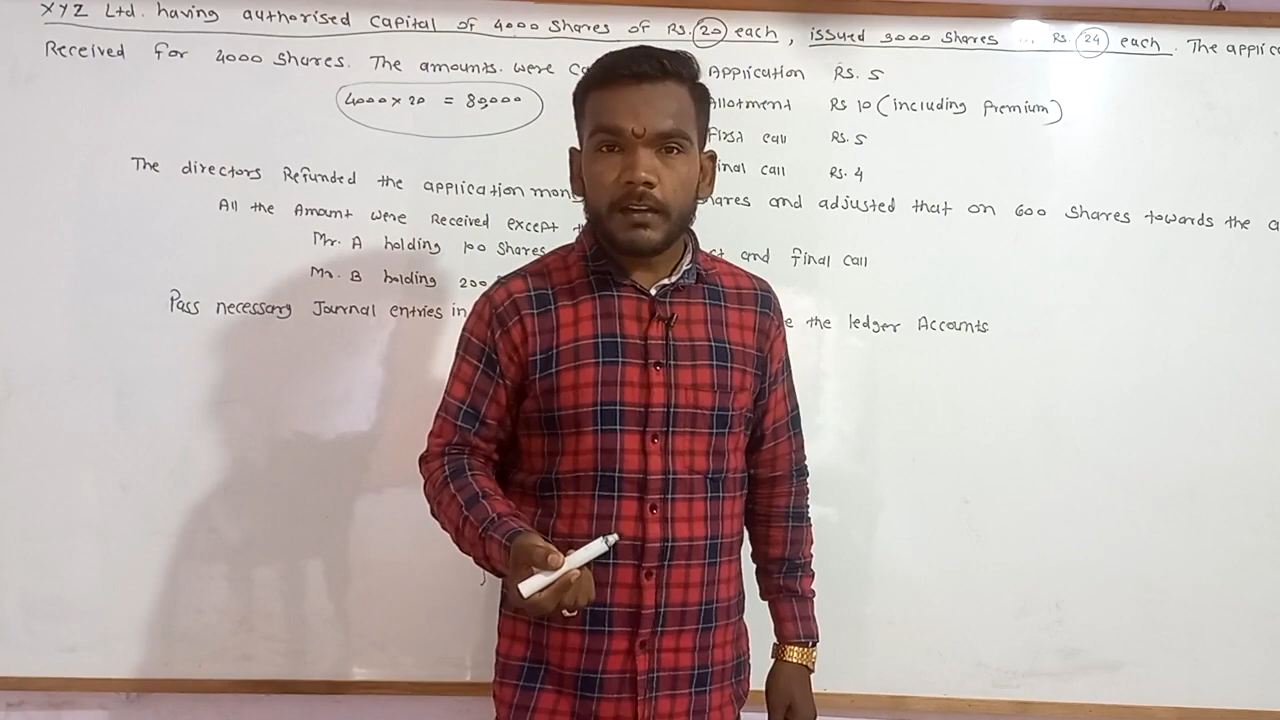 XYZ Ltd. having authorised capital of 4000 shares of Rs. 20 each, issued 3000 shares Rs. 24 each. The applic
Received for 4000 shares. The amounts were Application Rs. 5
4000 × 20 = 80,000
Allotment Rs 10 (including premium)
First call Rs. 5
Final call Rs. 4
The directors Refunded the application and adjusted that on 600 shares towards the
All the Amount were Received except
Mr. A holding 100 shares and final call
Mr. B holding 200
Pass necessary Journal entries in the ledger Accounts